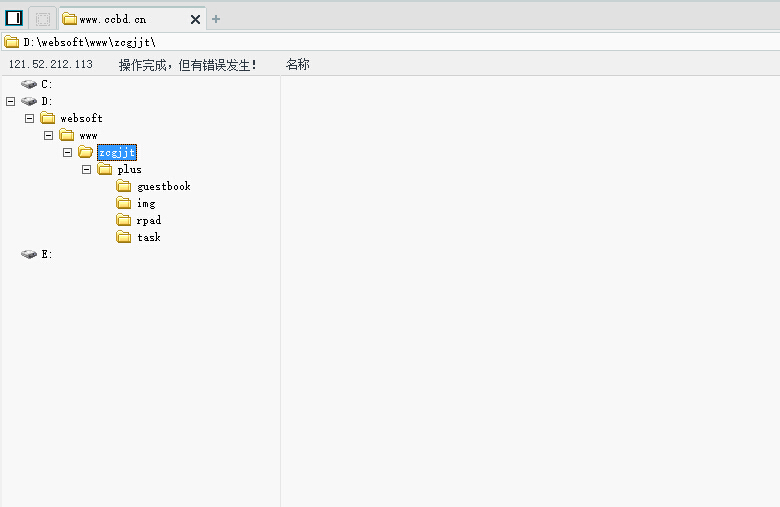 www.ccbd.cn
D:\websoft\www\zcgjjt\
121.52.212.113 操作完成，但有错误发生！ 名称
C:
D:
websoft
www
zcgjjt
plus
guestbook
img
rpad
task
E: